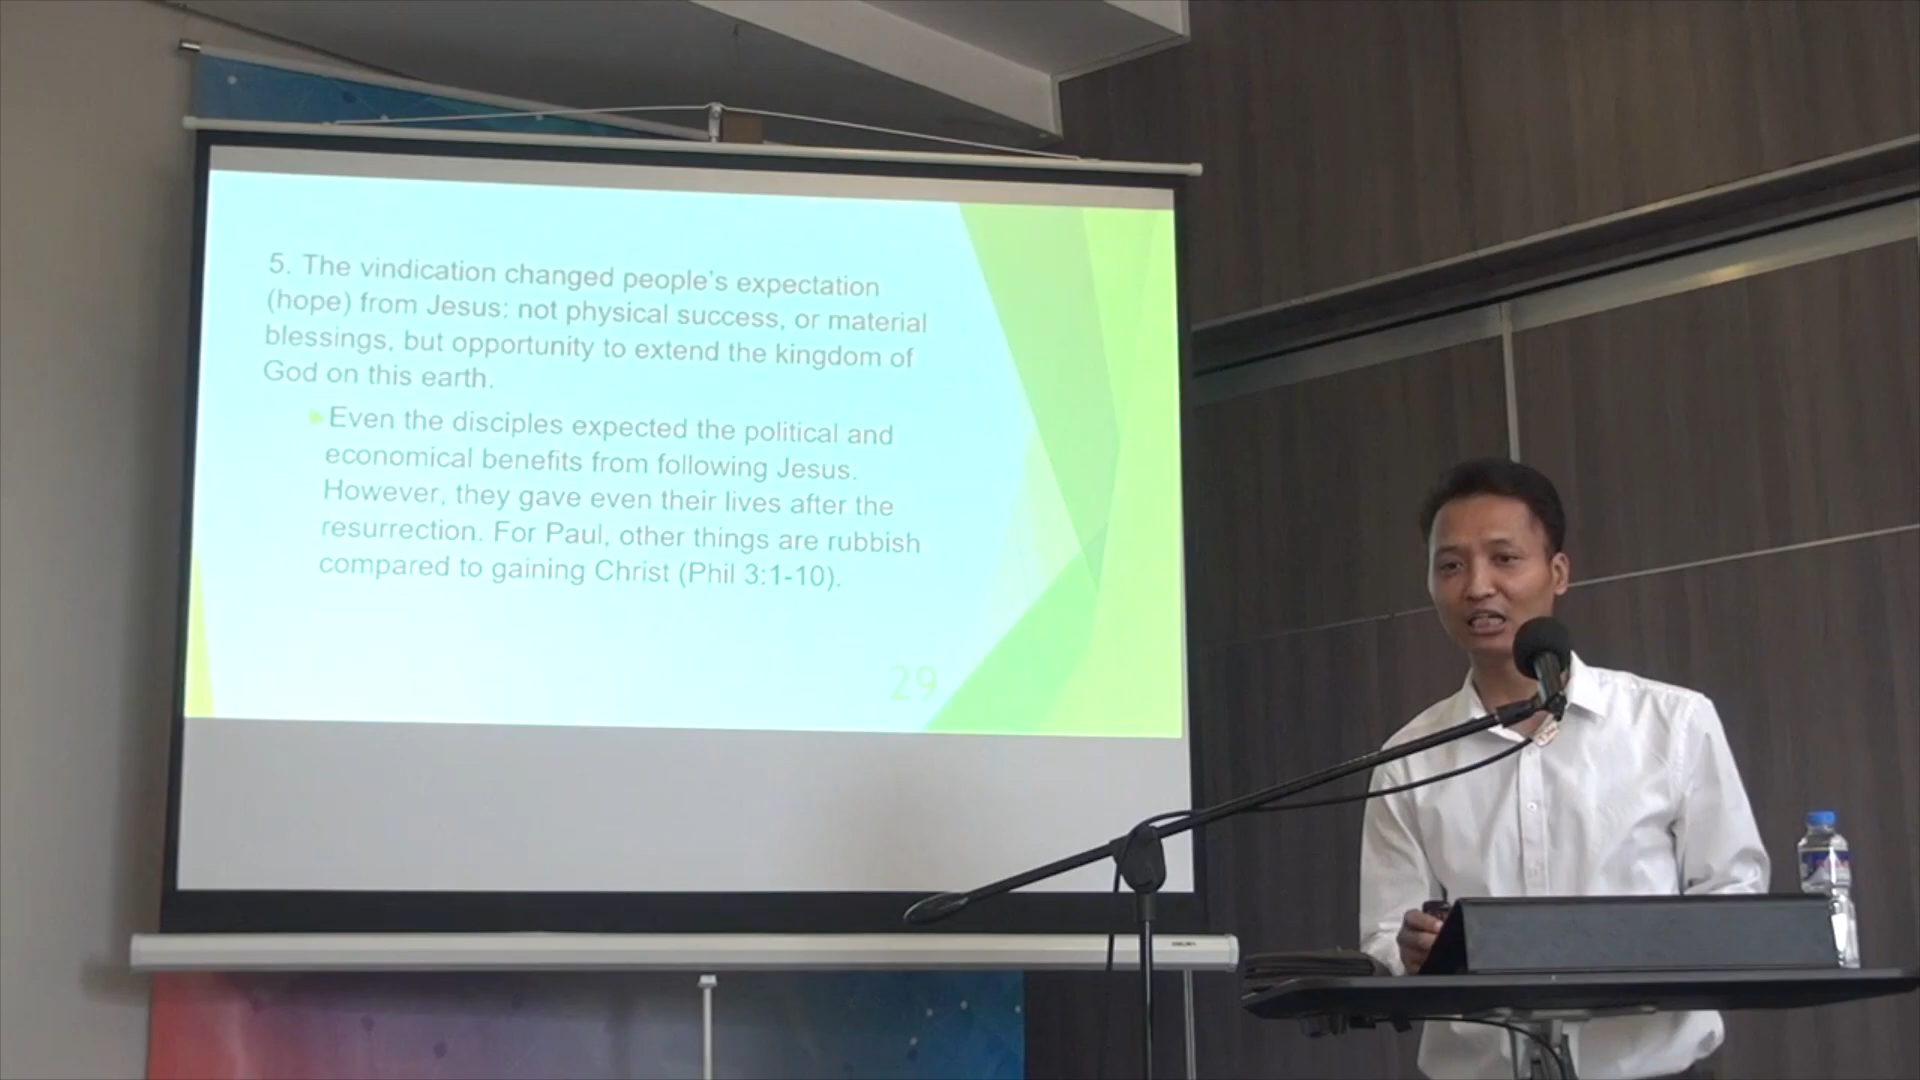 5. The vindication changed people's expectation
(hope) from Jesus: not physical success, or material
blessings, but opportunity to extend the kingdom of
God on this earth.
Even the disciples expected the political and
economical benefits from following Jesus.
However, they gave even their lives after the
resurrection. For Paul, other things are rubbish
compared to gaining Christ (Phil 3:1-10).
29